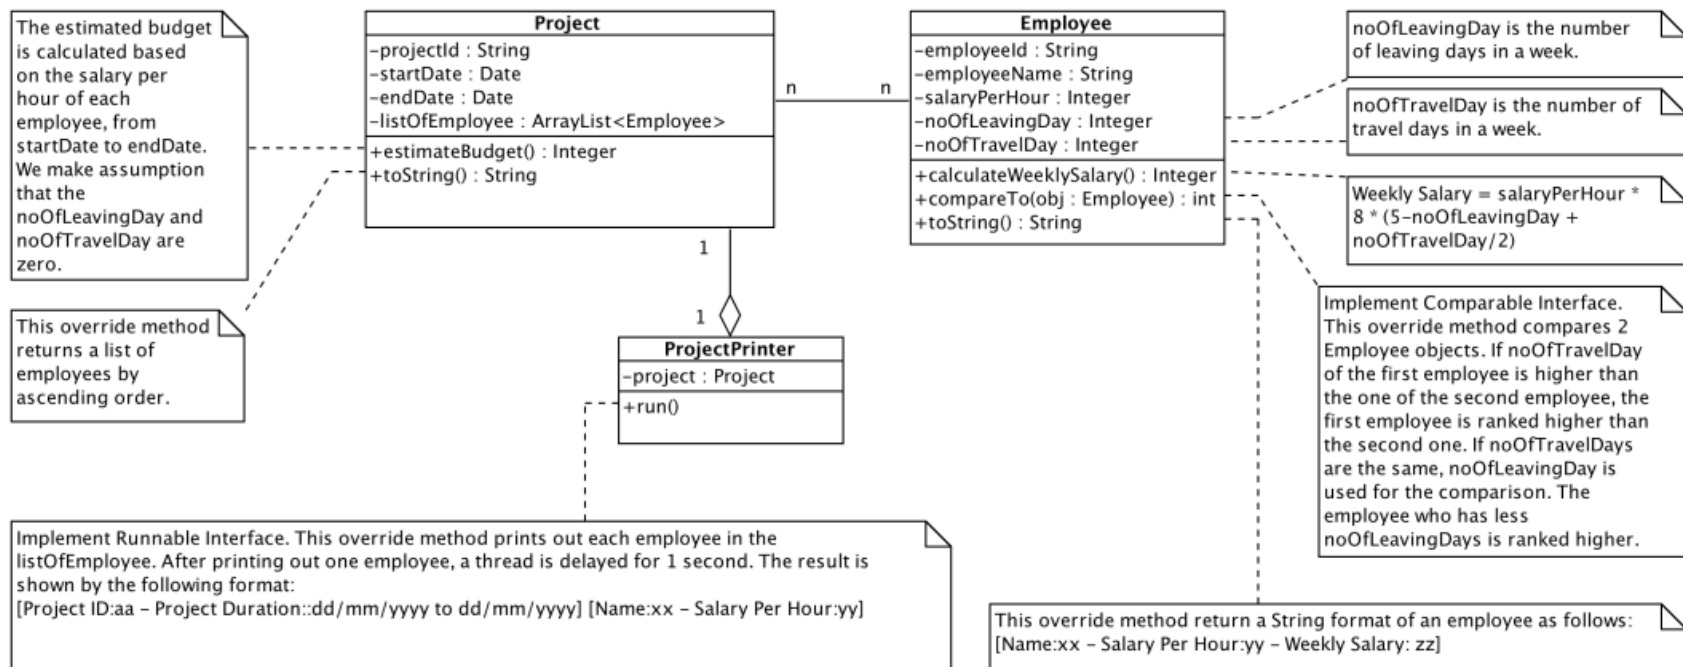 The estimated budget
is calculated based
on the salary per
hour of each
employee, from
startDate to endDate.
We make assumption
that the
noOfLeavingDay and
noOfTravelDay are
zero.
This override method
returns a list of
employees by
ascending order.
Project
-projectId : String
-startDate : Date
-endDate : Date
-listOfEmployee : ArrayList<Employee>
+estimateBudget() : Integer
+toString() : String
n
n
1
1
ProjectPrinter
-project : Project
+run()
Employee
-employeeId : String
-employeeName : String
-salaryPerHour : Integer
-noOfLeavingDay : Integer
-noOfTravelDay : Integer
+calculateWeeklySalary() : Integer
+compareTo(obj : Employee) : int
+toString() : String
noOfLeavingDay is the number
of leaving days in a week.
noOfTravelDay is the number of
travel days in a week.
Weekly Salary = salaryPerHour *
8 * (5-noOfLeavingDay +
noOfTravelDay/2)
Implement Comparable Interface.
This override method compares 2
Employee objects. If noOfTravelDay
of the first employee is higher than
the one of the second employee, the
first employee is ranked higher than
the second one. If noOfTravelDays
are the same, noOfLeavingDay is
used for the comparison. The
employee who has less
noOfLeavingDays is ranked higher.
Implement Runnable Interface. This override method prints out each employee in the
listOfEmployee. After printing out one employee, a thread is delayed for 1 second. The result is
shown by the following format:
[Project ID:aa - Project Duration::dd/mm/yyyy to dd/mm/yyyy] [Name:xx - Salary Per Hour:yy]
This override method return a String format of an employee as follows:
[Name:xx - Salary Per Hour:yy - Weekly Salary: zz]